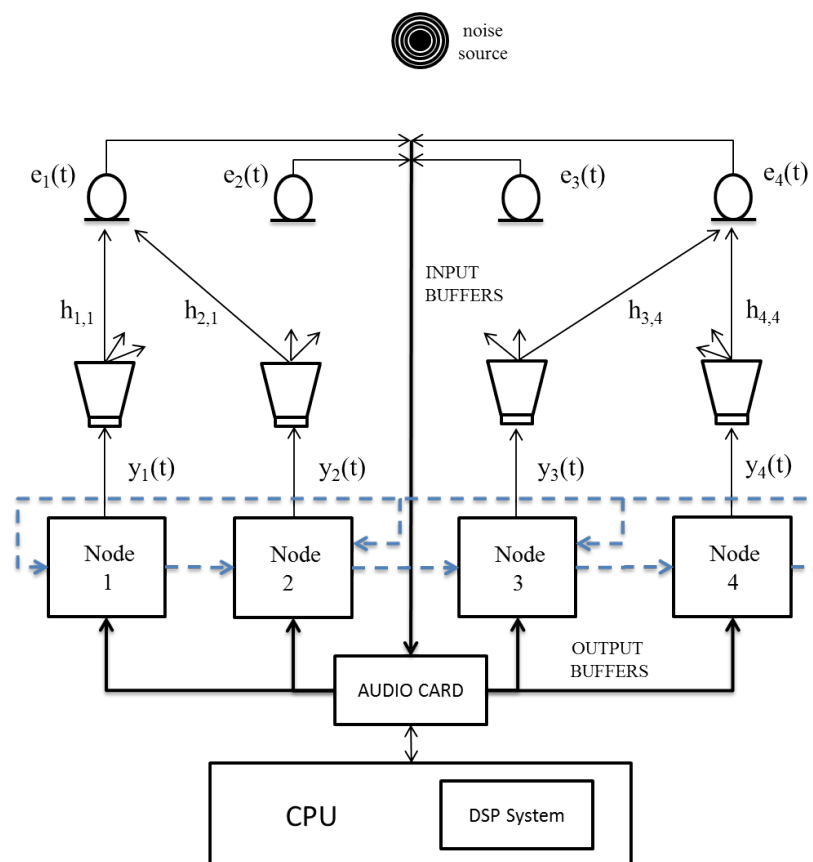 noise
source
e₁(t)
e₂(t)
e₃(t)
e₄(t)
INPUT
BUFFERS
h₁,₁
h₂,₁
h₃,₄
h₄,₄
y₁(t)
y₂(t)
y₃(t)
y₄(t)
Node
1
Node
2
Node
3
Node
4
OUTPUT
BUFFERS
AUDIO CARD
CPU
DSP System